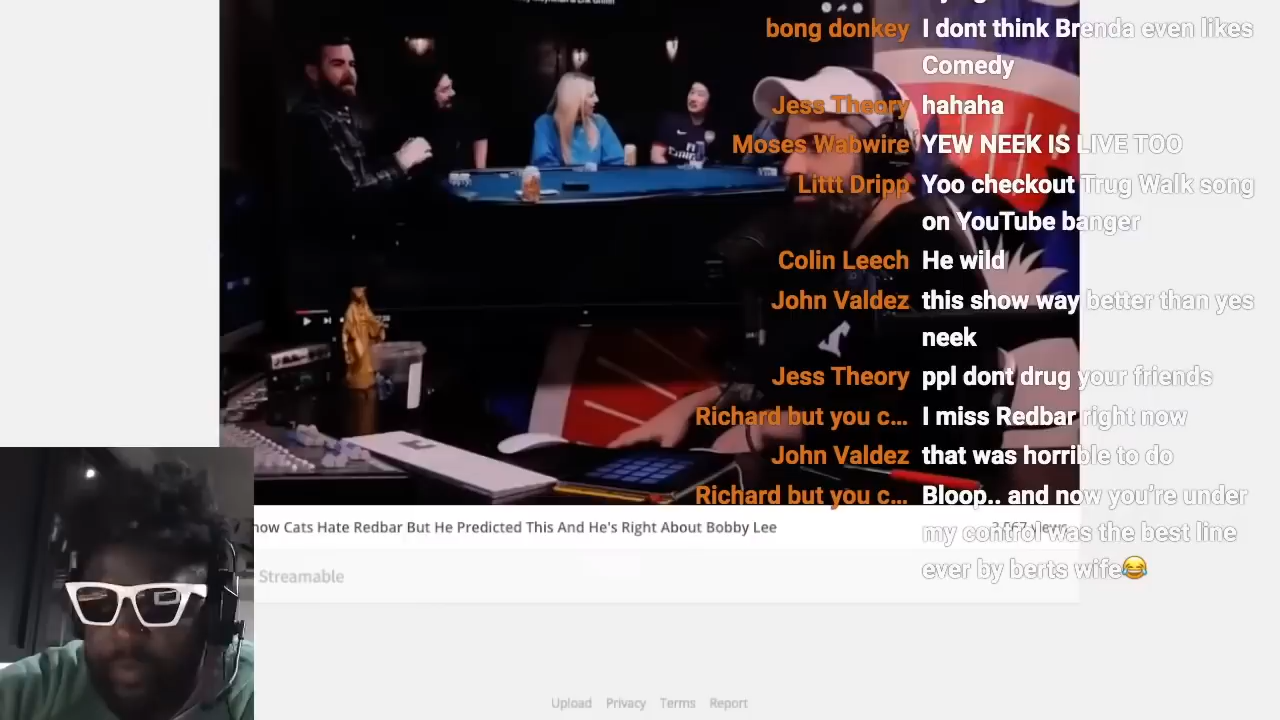 bong donkey I dont think Brenda even likes
Comedy
Jess Theory hahaha
Moses Wabwire YEW NEEK IS LIVE TOO
Littt Dripp Yoo checkout Trug Walk song
on YouTube banger
Colin Leech He wild
John Valdez this show way better than yes
neek
Jess Theory ppl dont drug your friends
Richard but you c... I miss Redbar right now
John Valdez that was horrible to do
Richard but you c... Bloop.. and now you're under
my control was the best line
ever by berts wife😂
Cats Hate Redbar But He Predicted This And He's Right About Bobby Lee
Streamable
Upload Privacy Terms Report